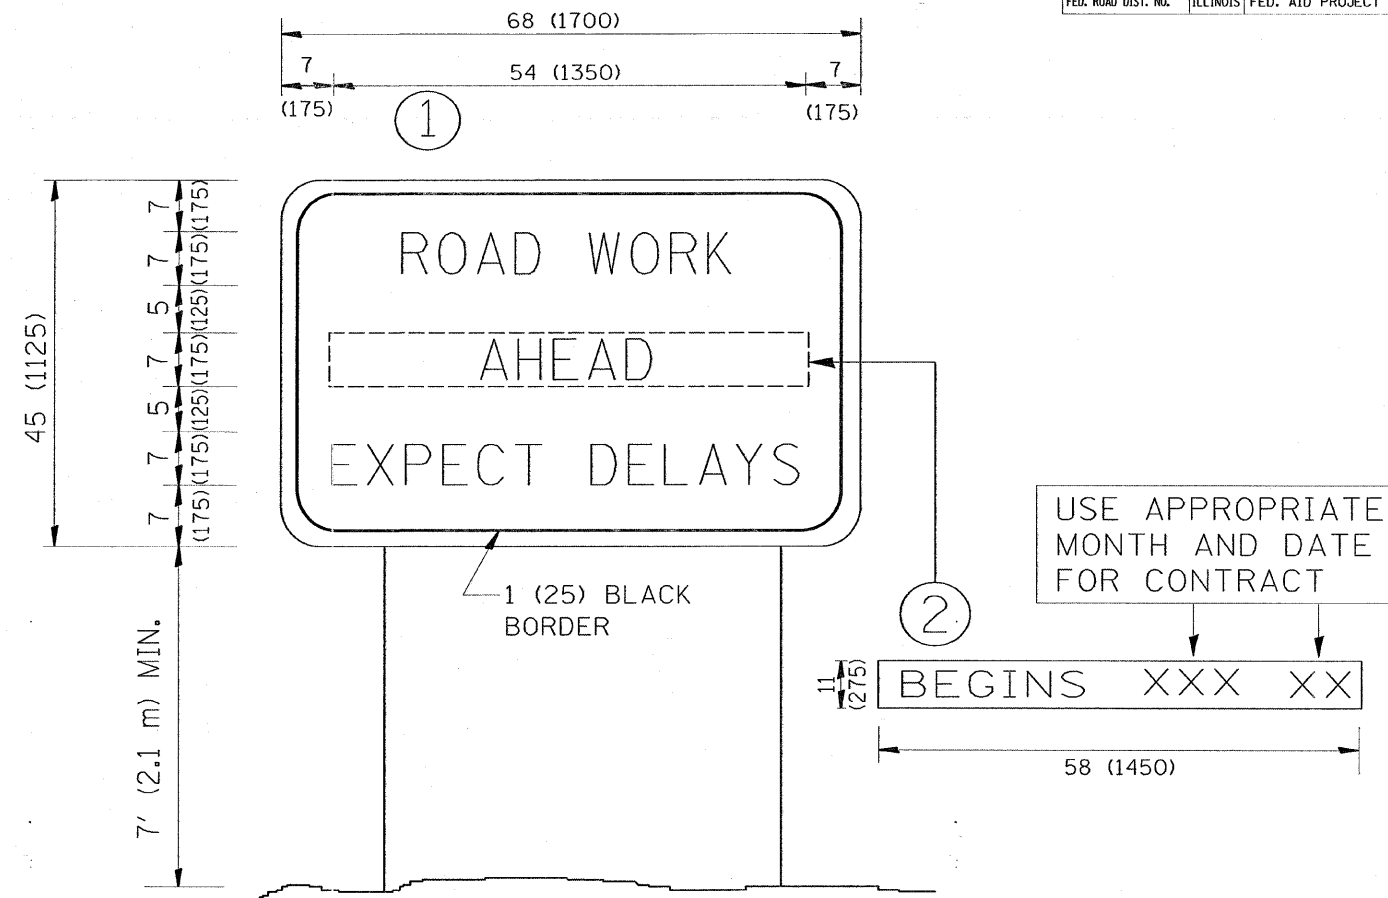 FED. ROAD DIST. NO. ILLINOIS FED. AID PROJECT
68 (1700)
7 54 (1350) 7
(175) (175)
1
45 (1125)
7 (175)
7 (175)
5 (125)
7 (175)
5 (125)
7 (175)
7 (175)
ROAD WORK
AHEAD
EXPECT DELAYS
1 (25) BLACK
BORDER
7' (2.1 m) MIN.
USE APPROPRIATE
MONTH AND DATE
FOR CONTRACT
2
11
(275)
BEGINS XXX XX
58 (1450)